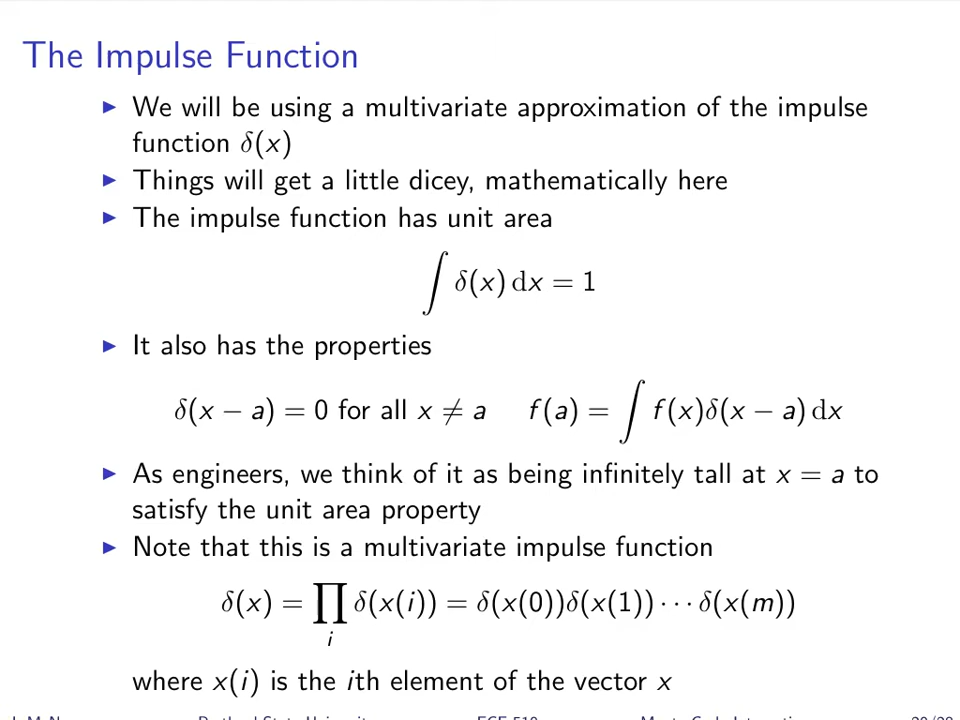 The Impulse Function
▶ We will be using a multivariate approximation of the impulse
function δ(x)
▶ Things will get a little dicey, mathematically here
▶ The impulse function has unit area
∫ δ(x) dx = 1
▶ It also has the properties
δ(x − a) = 0 for all x ≠ a f(a) = ∫ f(x)δ(x − a) dx
▶ As engineers, we think of it as being infinitely tall at x = a to
satisfy the unit area property
▶ Note that this is a multivariate impulse function
δ(x) = ∏ᵢ δ(x(i)) = δ(x(0))δ(x(1)) · · · δ(x(m))
where x(i) is the ith element of the vector x